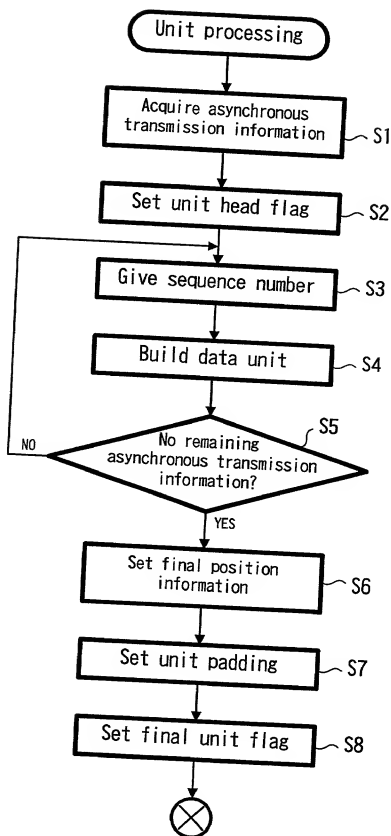 Unit processing
Acquire asynchronous
transmission information
S1
Set unit head flag
S2
Give sequence number
S3
Build data unit
S4
S5
No remaining
asynchronous transmission
information?
NO
YES
Set final position
information
S6
Set unit padding
S7
Set final unit flag
S8